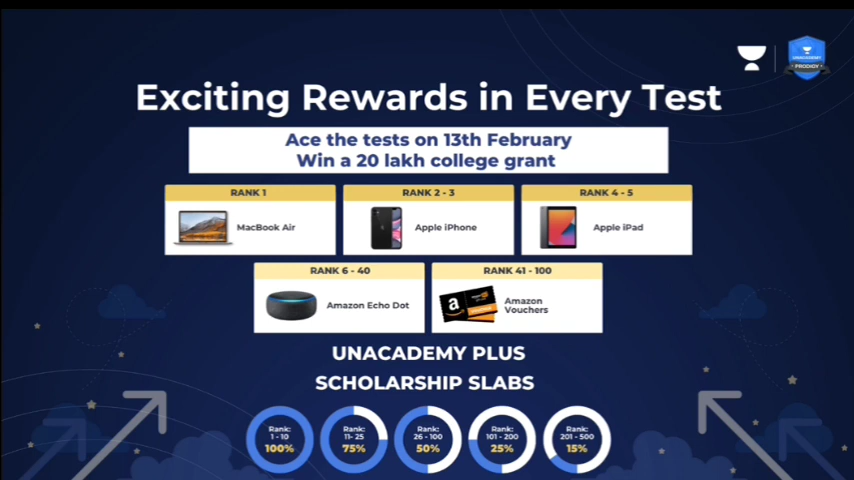 UNACADEMY
PRODIGY
Exciting Rewards in Every Test
Ace the tests on 13th February
Win a 20 lakh college grant
RANK 1
MacBook Air
RANK 2 - 3
Apple iPhone
RANK 4 - 5
Apple iPad
RANK 6 - 40
Amazon Echo Dot
RANK 41 - 100
a
Amazon
Vouchers
UNACADEMY PLUS
SCHOLARSHIP SLABS
Rank:
1 - 10
100%
Rank:
11- 25
75%
Rank:
26 - 100
50%
Rank:
101 - 200
25%
Rank:
201 - 500
15%